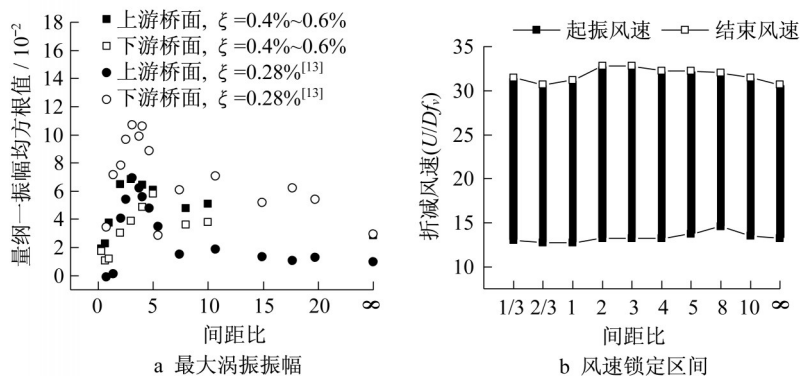 量纲一振幅均方根值 / 10⁻²
18
16
14
12
10
8
6
4
2
0
上游桥面, ξ=0.4%~0.6%
下游桥面, ξ=0.4%~0.6%
上游桥面, ξ=0.28%[13]
下游桥面, ξ=0.28%[13]
0 5 10 15 20 ∞
间距比
a 最大涡振振幅
折减风速(U/Dfᵥ)
35
30
25
20
15
10
起振风速 结束风速
1/3 2/3 1 2 3 4 5 8 10 ∞
间距比
b 风速锁定区间